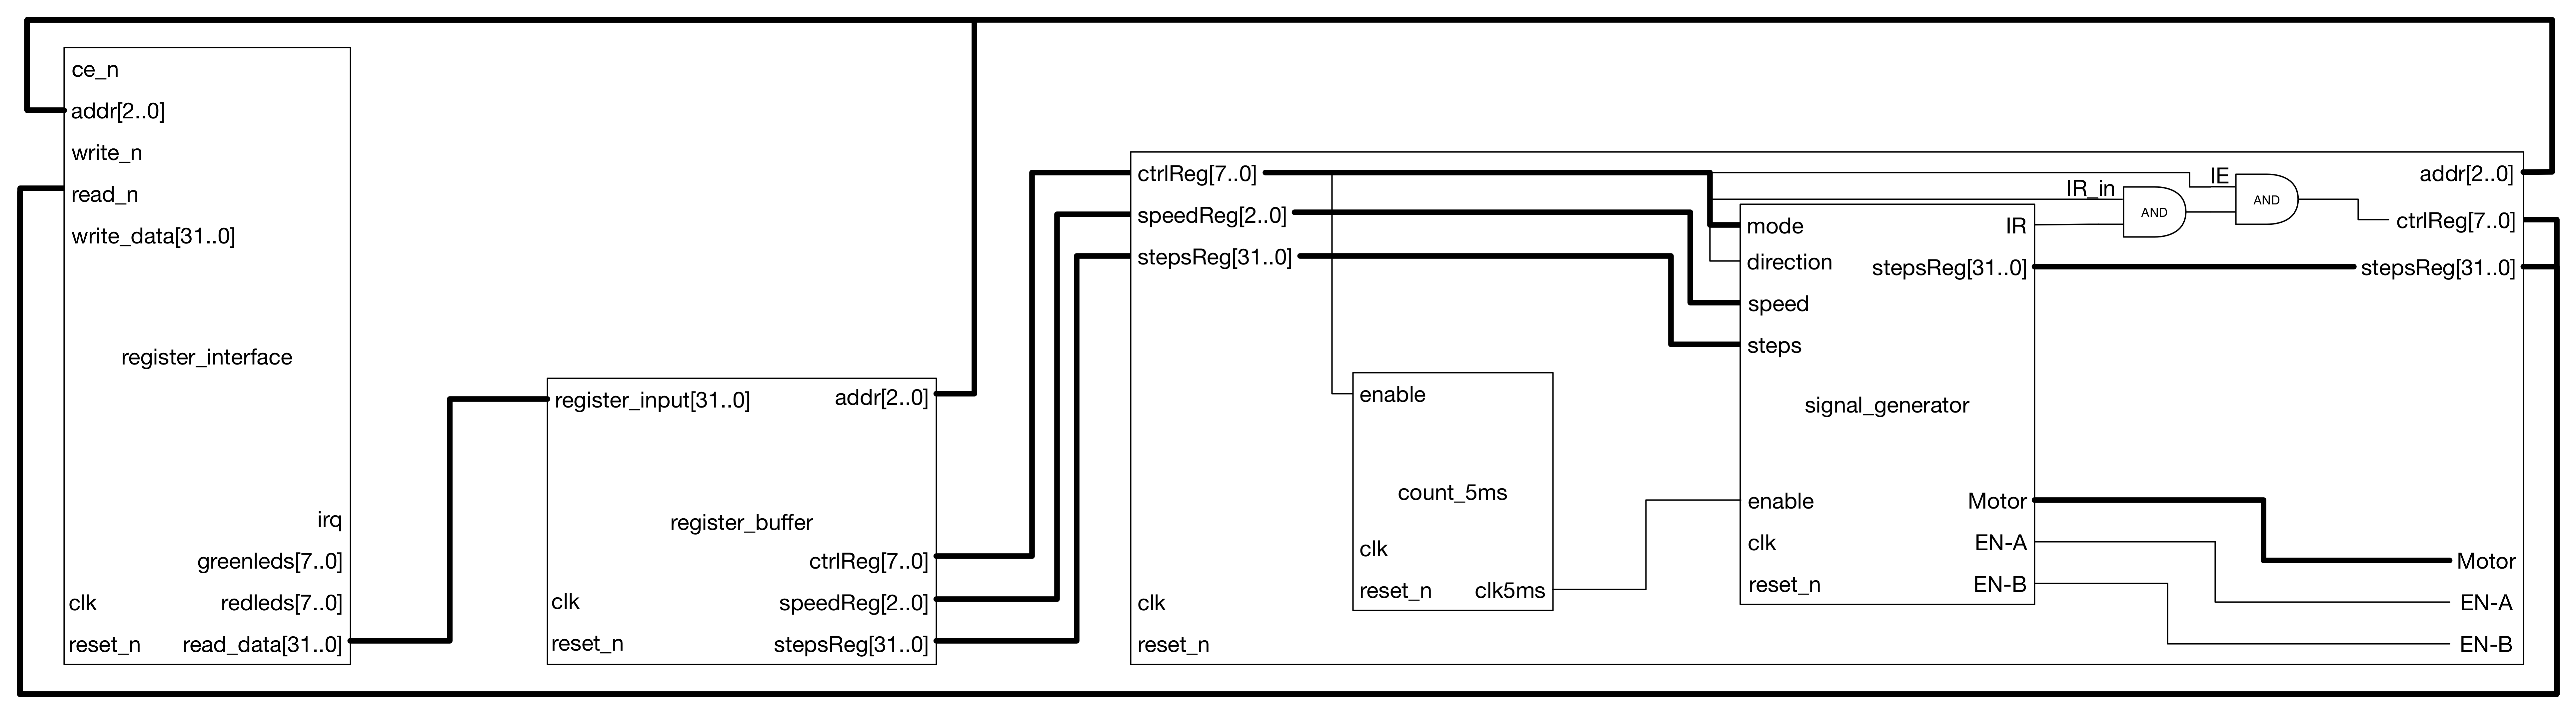 ce_n
addr[2..0]
write_n
read_n
write_data[31..0]
register_interface
irq
greenleds[7..0]
clk
redleds[7..0]
reset_n
read_data[31..0]
register_input[31..0]
addr[2..0]
register_buffer
ctrlReg[7..0]
clk
speedReg[2..0]
reset_n
stepsReg[31..0]
ctrlReg[7..0]
speedReg[2..0]
stepsReg[31..0]
clk
reset_n
enable
count_5ms
clk
reset_n
clk5ms
mode
IR
direction
stepsReg[31..0]
speed
steps
signal_generator
enable
Motor
clk
EN-A
reset_n
EN-B
IR_in
AND
IE
AND
addr[2..0]
ctrlReg[7..0]
stepsReg[31..0]
Motor
EN-A
EN-B